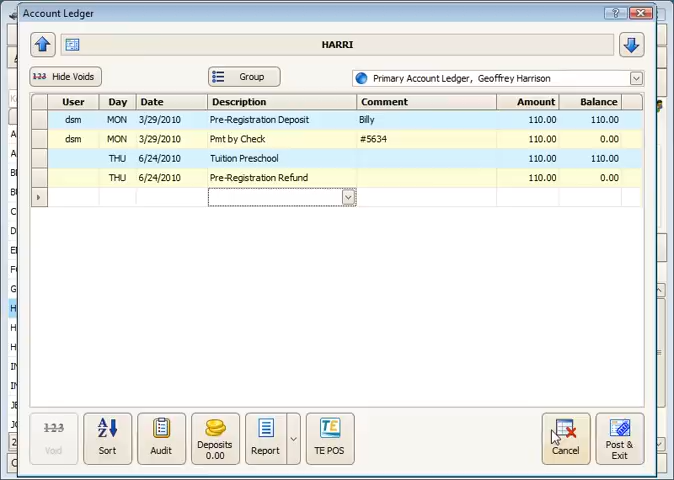 Account Ledger
HARRI
123 Hide Voids
Group
Primary Account Ledger, Geoffrey Harrison
User Day Date Description Comment Amount Balance
dsm MON 3/29/2010 Pre-Registration Deposit Billy 110.00 110.00
dsm MON 3/29/2010 Pmt by Check #5634 110.00 0.00
THU 6/24/2010 Tuition Preschool 110.00 110.00
THU 6/24/2010 Pre-Registration Refund 110.00 0.00
123
Void
A
Z
Sort
Audit
Deposits
0.00
Report
TE
TE POS
Cancel
Post &
Exit